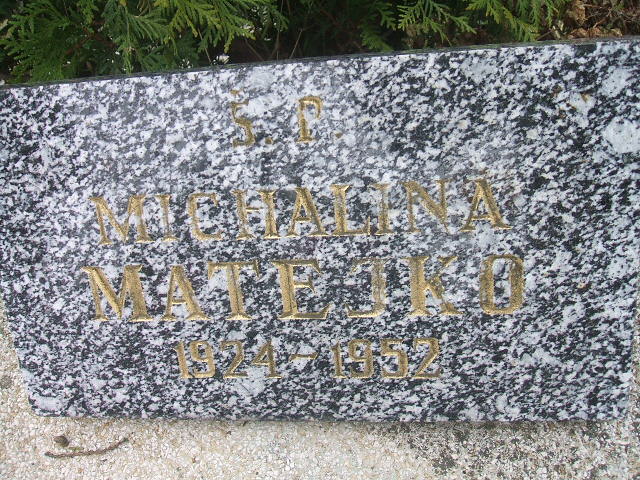 Ś. P.
MICHALINA
MATEJKO
1924-1952